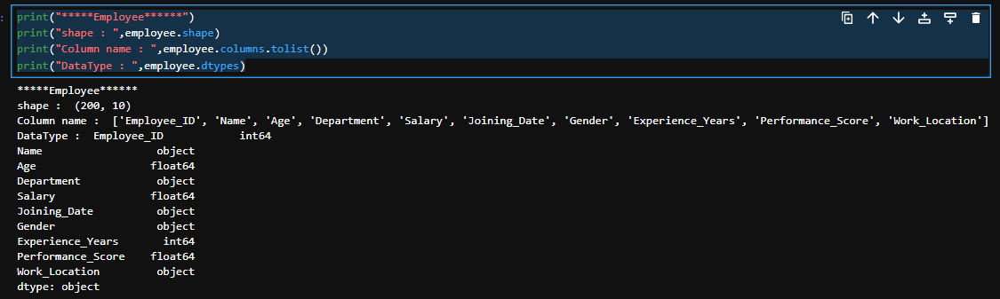 print("*****Employee******")
print("shape : ",employee.shape)
print("Column name : ",employee.columns.tolist())
print("DataType : ",employee.dtypes)
*****Employee******
shape :  (200, 10)
Column name :  ['Employee_ID', 'Name', 'Age', 'Department', 'Salary', 'Joining_Date', 'Gender', 'Experience_Years', 'Performance_Score', 'Work_Location']
DataType :  Employee_ID            int64
Name                  object
Age                  float64
Department            object
Salary               float64
Joining_Date          object
Gender                object
Experience_Years       int64
Performance_Score    float64
Work_Location         object
dtype: object